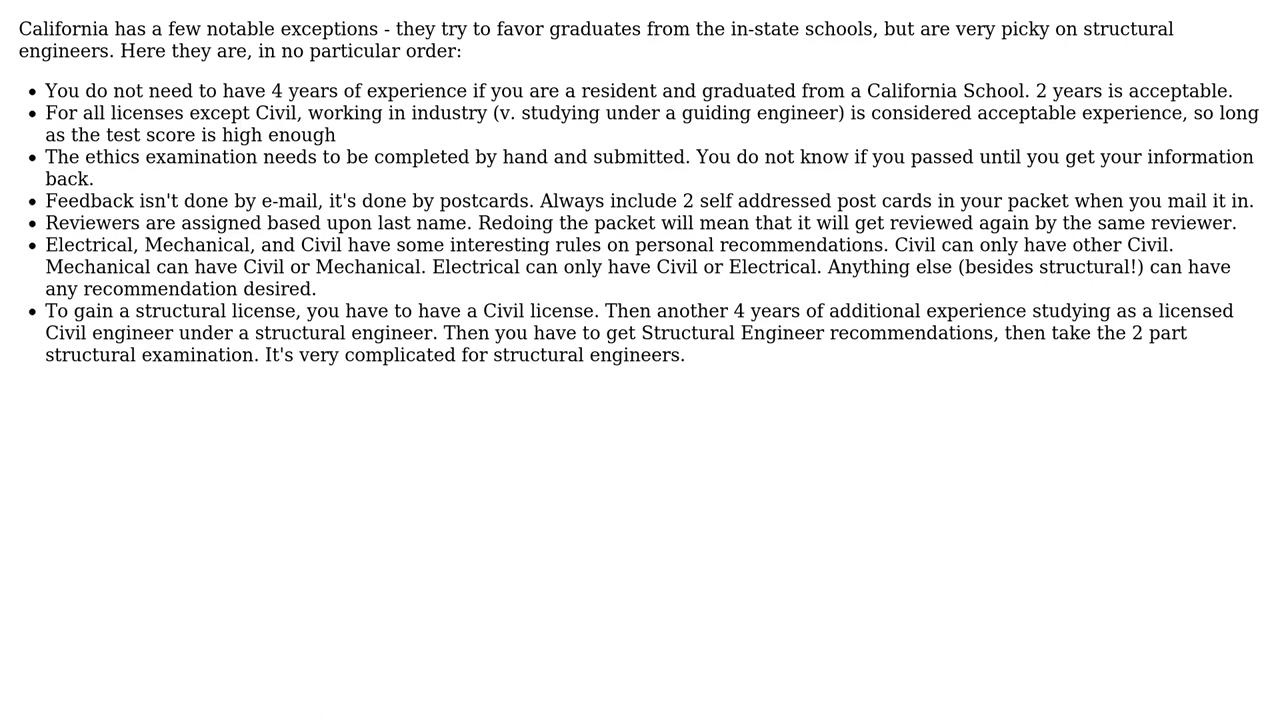 California has a few notable exceptions - they try to favor graduates from the in-state schools, but are very picky on structural
engineers. Here they are, in no particular order:
• You do not need to have 4 years of experience if you are a resident and graduated from a California School. 2 years is acceptable.
• For all licenses except Civil, working in industry (v. studying under a guiding engineer) is considered acceptable experience, so long
as the test score is high enough
• The ethics examination needs to be completed by hand and submitted. You do not know if you passed until you get your information
back.
• Feedback isn't done by e-mail, it's done by postcards. Always include 2 self addressed post cards in your packet when you mail it in.
• Reviewers are assigned based upon last name. Redoing the packet will mean that it will get reviewed again by the same reviewer.
• Electrical, Mechanical, and Civil have some interesting rules on personal recommendations. Civil can only have other Civil.
Mechanical can have Civil or Mechanical. Electrical can only have Civil or Electrical. Anything else (besides structural!) can have
any recommendation desired.
• To gain a structural license, you have to have a Civil license. Then another 4 years of additional experience studying as a licensed
Civil engineer under a structural engineer. Then you have to get Structural Engineer recommendations, then take the 2 part
structural examination. It's very complicated for structural engineers.